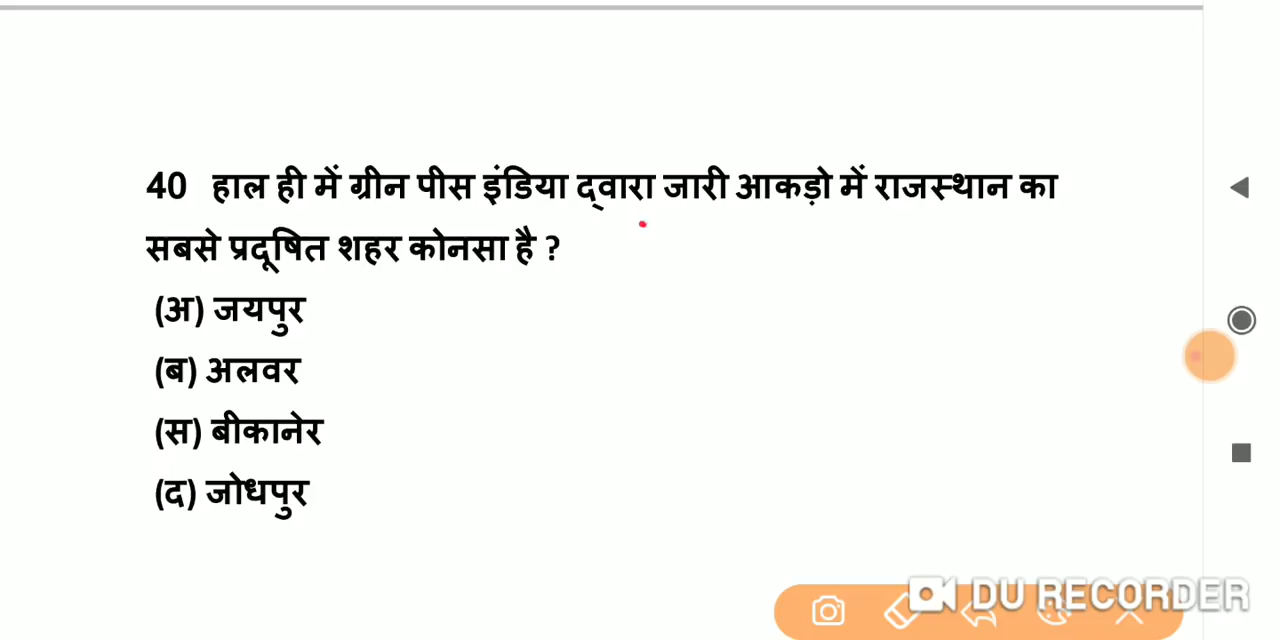 40 हाल ही में ग्रीन पीस इंडिया द्‌वारा जारी आकड़ो में राजस्थान का
सबसे प्रदूषित शहर कोनसा है ?
(अ) जयपुर
(ब) अलवर
(स) बीकानेर
(द) जोधपुर
DU RECORDER